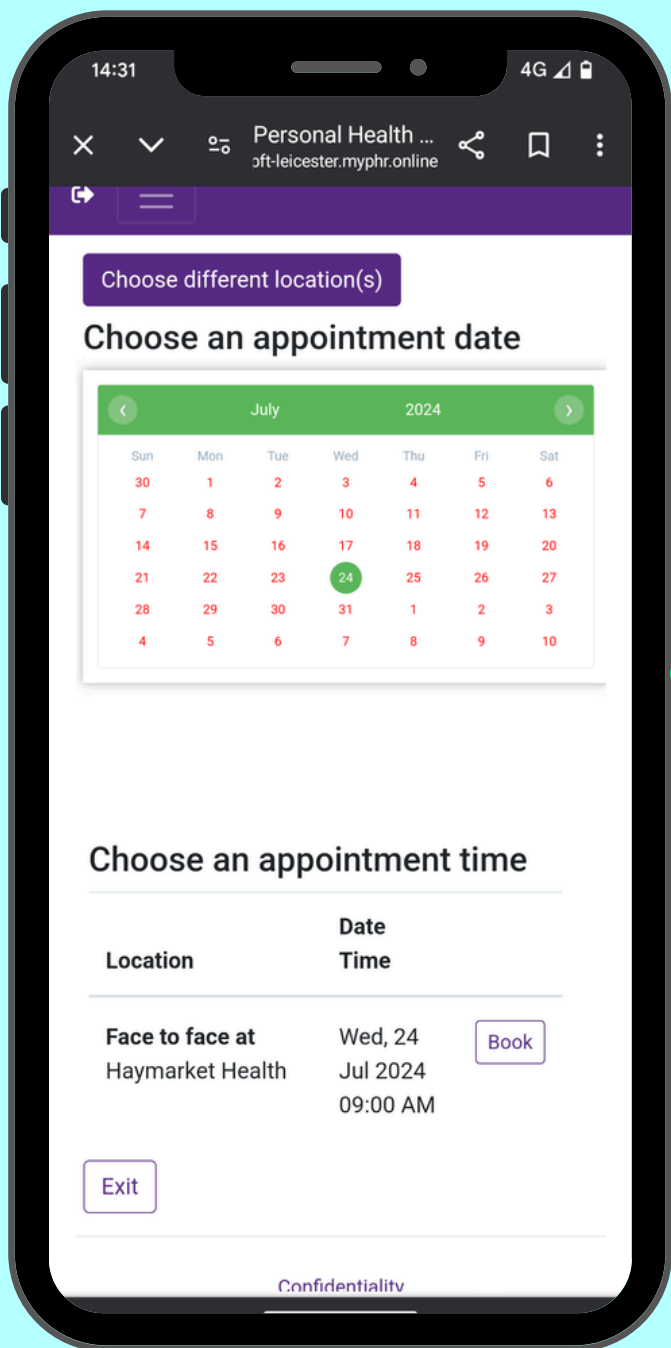 14:31 4G
Personal Health ...
oft-leicester.myphr.online
Choose different location(s)
Choose an appointment date
July 2024
Sun Mon Tue Wed Thu Fri Sat
30 1 2 3 4 5 6
7 8 9 10 11 12 13
14 15 16 17 18 19 20
21 22 23 24 25 26 27
28 29 30 31 1 2 3
4 5 6 7 8 9 10
Choose an appointment time
Date
Location Time
Face to face at Wed, 24 Book
Haymarket Health Jul 2024
09:00 AM
Exit
Confidentiality